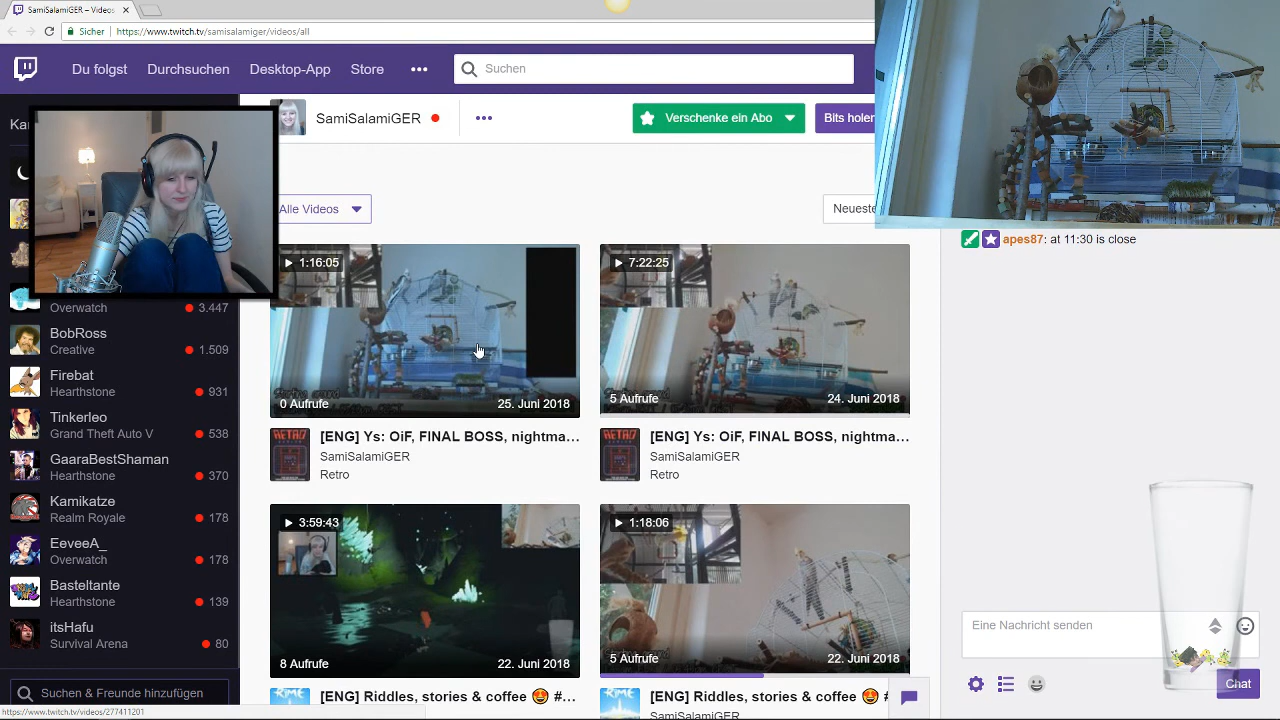 SamiSalamiGER – Videos
Sicher
https://www.twitch.tv/samisalamiger/videos/all
Du folgst
Durchsuchen
Desktop-App
Store
Suchen
Ka
SamiSalamiGER
Verschenke ein Abo
Bits holen
Alle Videos
Neueste
apes87: at 11:30 is close
1:16:05
0 Aufrufe
25. Juni 2018
[ENG] Ys: OiF, FINAL BOSS, nightma...
SamiSalamiGER
Retro
7:22:25
5 Aufrufe
24. Juni 2018
[ENG] Ys: OiF, FINAL BOSS, nightma...
SamiSalamiGER
Retro
3:59:43
8 Aufrufe
22. Juni 2018
[ENG] Riddles, stories & coffee 🤩 #...
1:18:06
5 Aufrufe
22. Juni 2018
[ENG] Riddles, stories & coffee 🤩 #
SamiSalamiGER
Overwatch
3.447
BobRoss
Creative
1.509
Firebat
Hearthstone
931
Tinkerleo
Grand Theft Auto V
538
GaaraBestShaman
Hearthstone
370
Kamikatze
Realm Royale
178
EeveeA_
Overwatch
178
Basteltante
Hearthstone
139
itsHafu
Survival Arena
80
Suchen & Freunde hinzufügen
https://www.twitch.tv/videos/277411201
Eine Nachricht senden
Chat